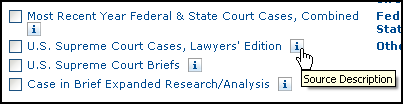 Most Recent Year Federal & State Court Cases, Combined
Fed
i
Stat
U.S. Supreme Court Cases, Lawyers' Edition i
Othe
U.S. Supreme Court Briefs i
Source Description
Case in Brief Expanded Research/Analysis i